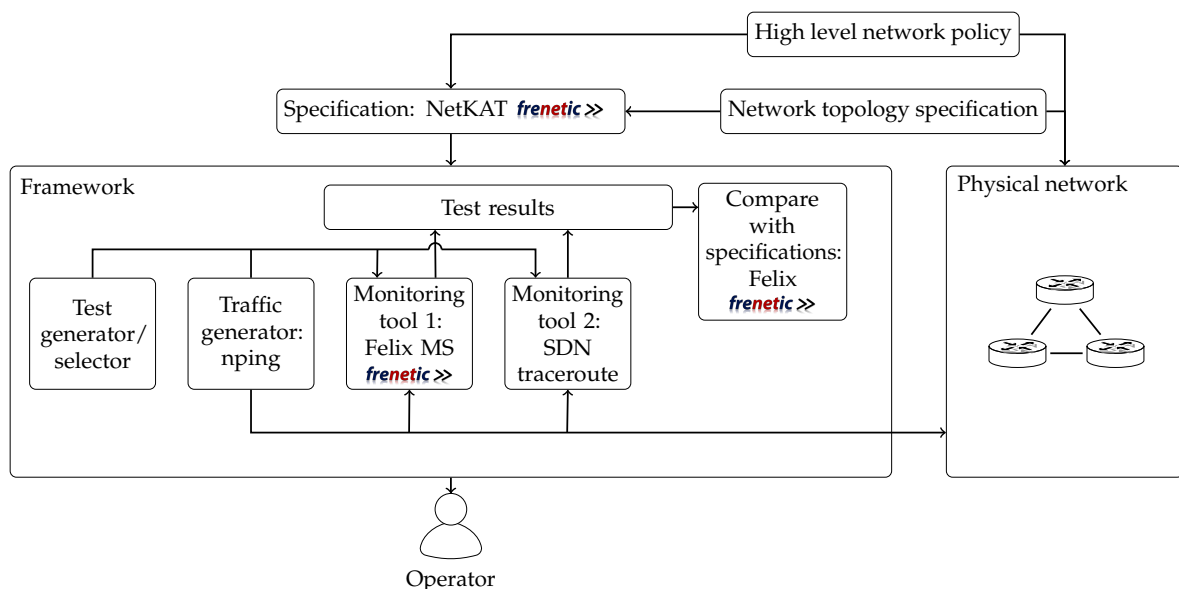 High level network policy
Specification: NetKAT frenetic >>
Network topology specification
Framework
Physical network
Test results
Compare
with
specifications:
Felix
frenetic >>
Test
generator/
selector
Traffic
generator:
nping
Monitoring
tool 1:
Felix MS
frenetic >>
Monitoring
tool 2:
SDN
traceroute
Operator